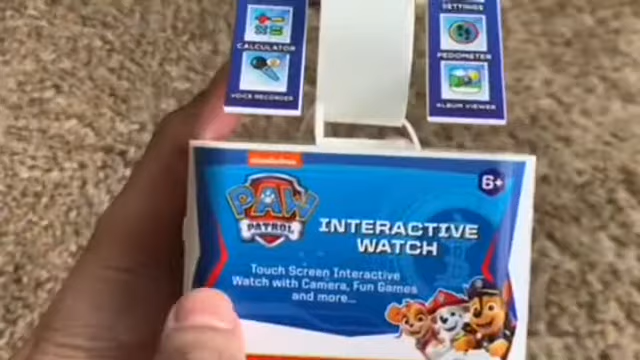 SETTINGS
CALCULATOR
PEDOMETER
VOICE RECORDER
ALBUM VIEWER
nickelodeon
6+
PAW
PATROL
INTERACTIVE
WATCH
Touch Screen Interactive
Watch with Camera, Fun Games
and more...